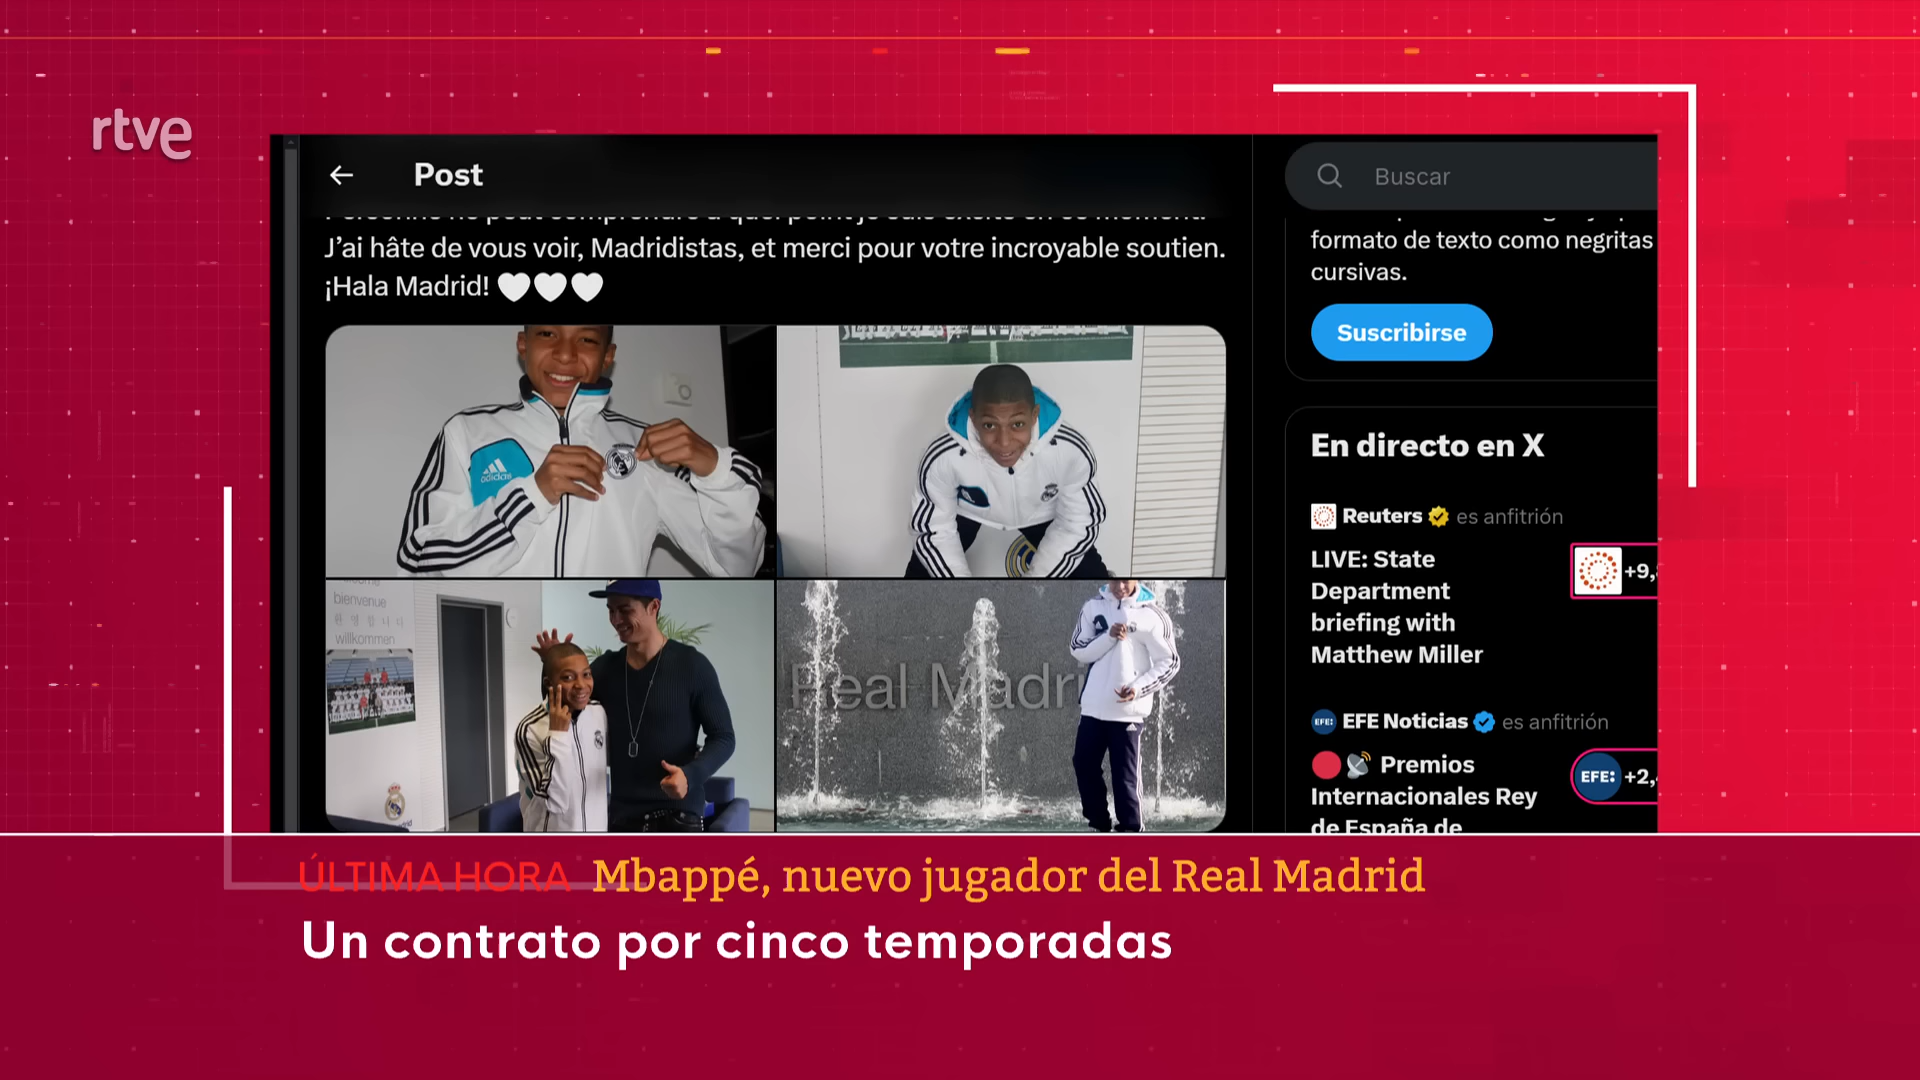 rtve
Post
J'ai hâte de vous voir, Madridistas, et merci pour votre incroyable soutien.
¡Hala Madrid! 🤍🤍🤍
adidas
bienvenue
willkommen
Real Madri
Buscar
formato de texto como negritas
cursivas.
Suscribirse
En directo en X
Reuters es anfitrión
LIVE: State
Department
briefing with
Matthew Miller
+9,
EFE: EFE Noticias es anfitrión
Premios
Internacionales Rey
de España de
EFE: +2,
ÚLTIMA HORA Mbappé, nuevo jugador del Real Madrid
Un contrato por cinco temporadas